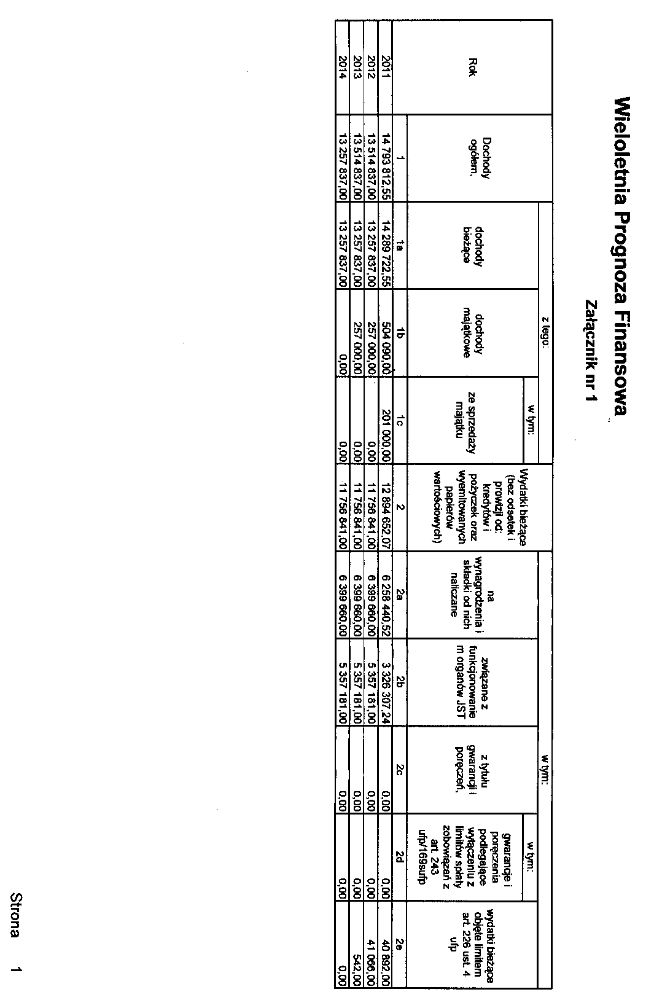 Wieloletnia Prognoza Finansowa
Załącznik nr 1
z tego:
w tym:
w tym:
w tym:
Rok
Dochody
ogółem,
dochody
bieżące
dochody
majątkowe
ze sprzedaży
majątku
Wydatki bieżące
(bez odsetek i
prowizji od:
kredytów i
pożyczek oraz
wyemitowanych
papierów
wartościowych)
na
wynagrodzenia i
składki od nich
naliczane
związane z
funkcjonowanie
m organów JST
z tytułu
gwarancji i
poręczeń,
gwarancje i
poręczenia
podlegające
wyłączeniu z
limitów spłaty
zobowiązań z
art. 243
ufp/169sufp
wydatki bieżące
objęte limitem
art. 226 ust. 4
ufp
1 1a 1b 1c 2 2a 2b 2c 2d 2e
2011 14 793 812,55 14 289 722,55 504 090,00 201 000,00 12 894 652,07 6 258 440,52 3 326 307,24 0,00 0,00 40 892,00
2012 13 514 837,00 13 257 837,00 257 000,00 0,00 11 756 841,00 6 399 660,00 5 357 181,00 0,00 0,00 41 066,00
2013 13 514 837,00 13 257 837,00 257 000,00 0,00 11 756 841,00 6 399 660,00 5 357 181,00 0,00 0,00 542,00
2014 13 257 837,00 13 257 837,00 0,00 0,00 11 756 841,00 6 399 660,00 5 357 181,00 0,00 0,00 0,00
Strona 1